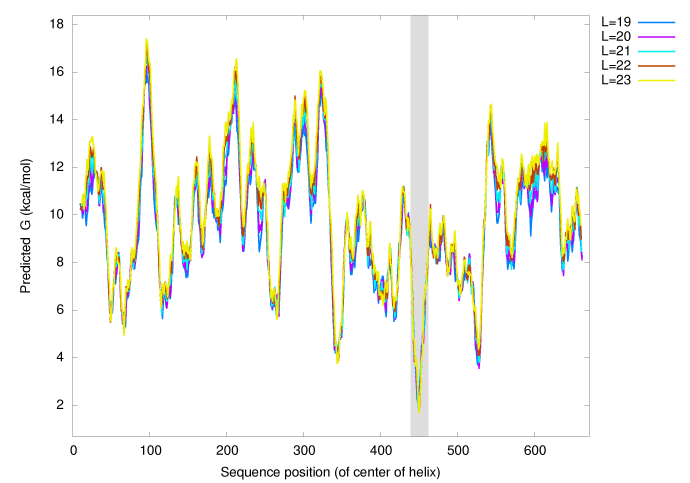 18
16
14
12
10
8
6
4
2
0 100 200 300 400 500 600
Predicted G (kcal/mol)
Sequence position (of center of helix)
L=19
L=20
L=21
L=22
L=23